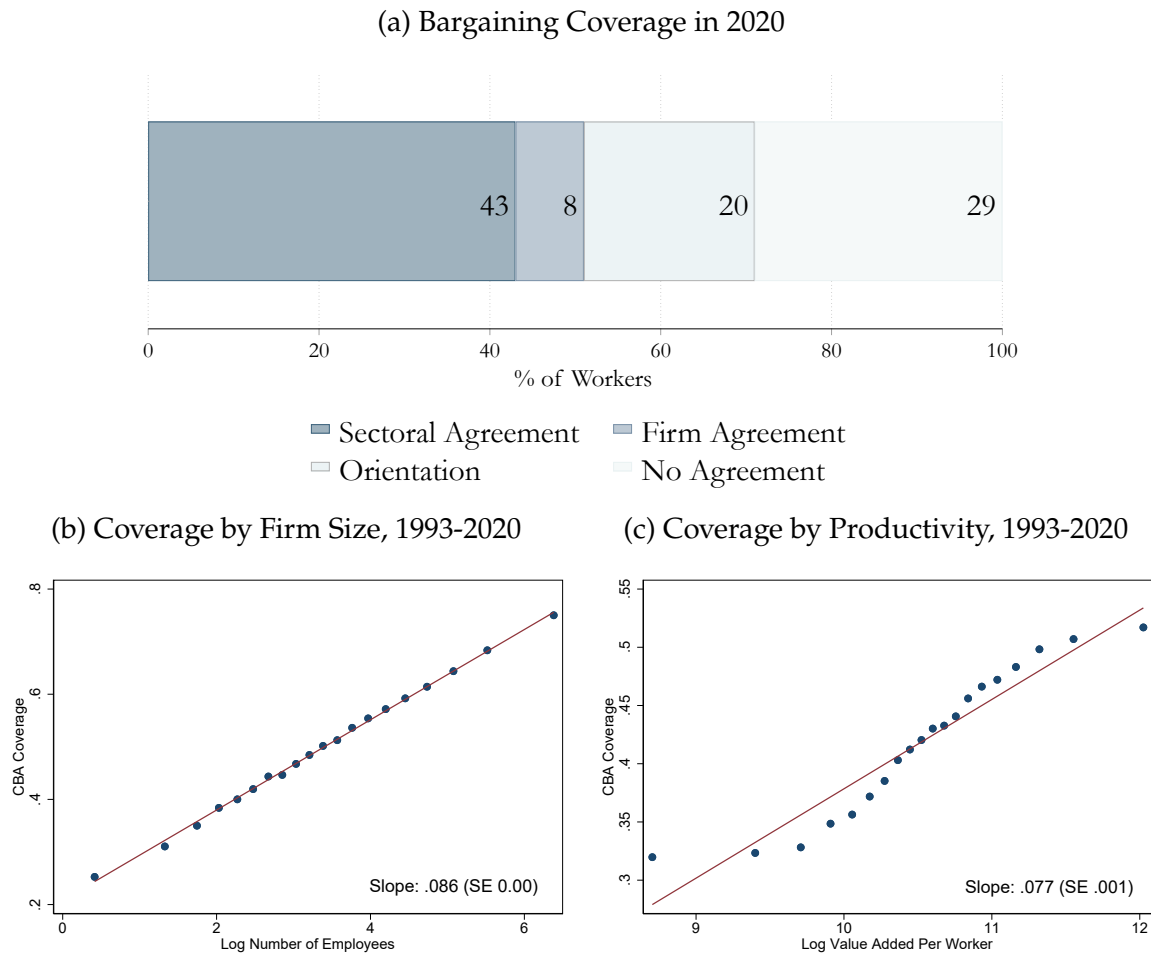 (a) Bargaining Coverage in 2020
43 8 20 29
0 20 40 60 80 100
% of Workers
Sectoral Agreement Firm Agreement
Orientation No Agreement
(b) Coverage by Firm Size, 1993-2020
.8
.6
.4
.2
CBA Coverage
Slope: .086 (SE 0.00)
0 2 4 6
Log Number of Employees
(c) Coverage by Productivity, 1993-2020
.55
.5
.45
.4
.35
.3
CBA Coverage
Slope: .077 (SE .001)
9 10 11 12
Log Value Added Per Worker